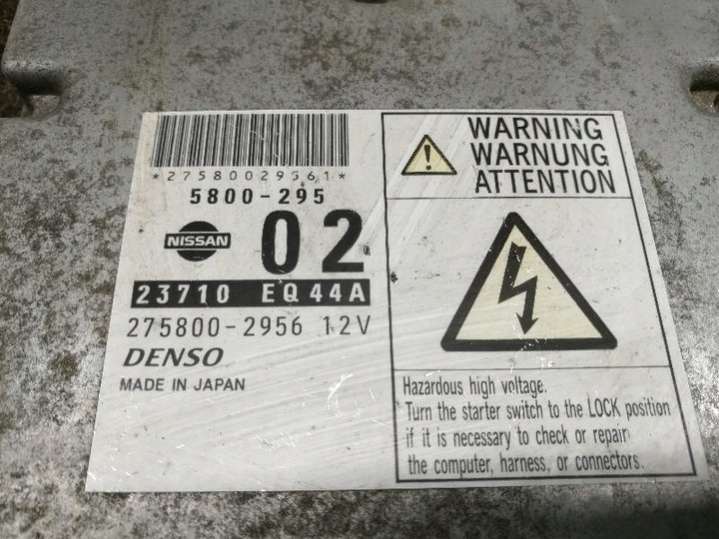 *27580029561*
5800-295
NISSAN
02
23710 EQ44A
275800-2956 12V
DENSO
MADE IN JAPAN
WARNING
WARNUNG
ATTENTION
Hazardous high voltage.
Turn the starter switch to the LOCK position
if it is necessary to check or repair
the computer, harness, or connectors.